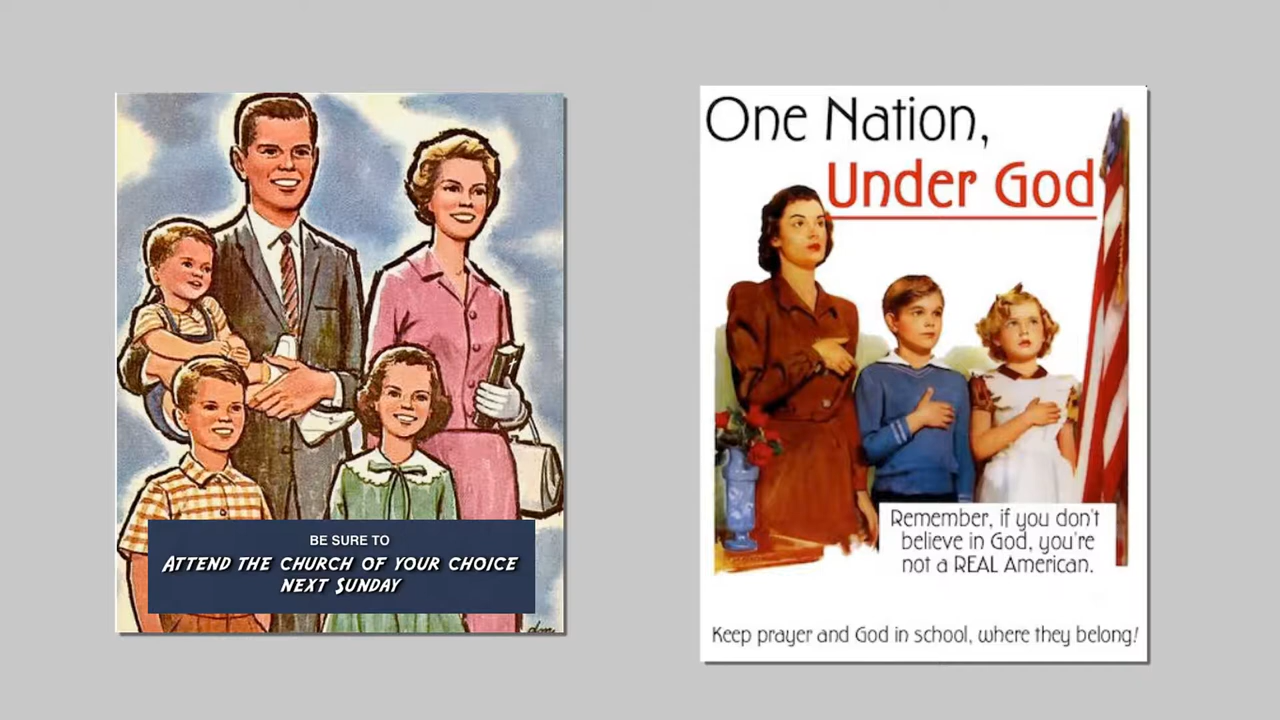 BE SURE TO
ATTEND THE CHURCH OF YOUR CHOICE
NEXT SUNDAY
One Nation,
Under God
Remember, if you don't
believe in God, you're
not a REAL American.
Keep prayer and God in school, where they belong!